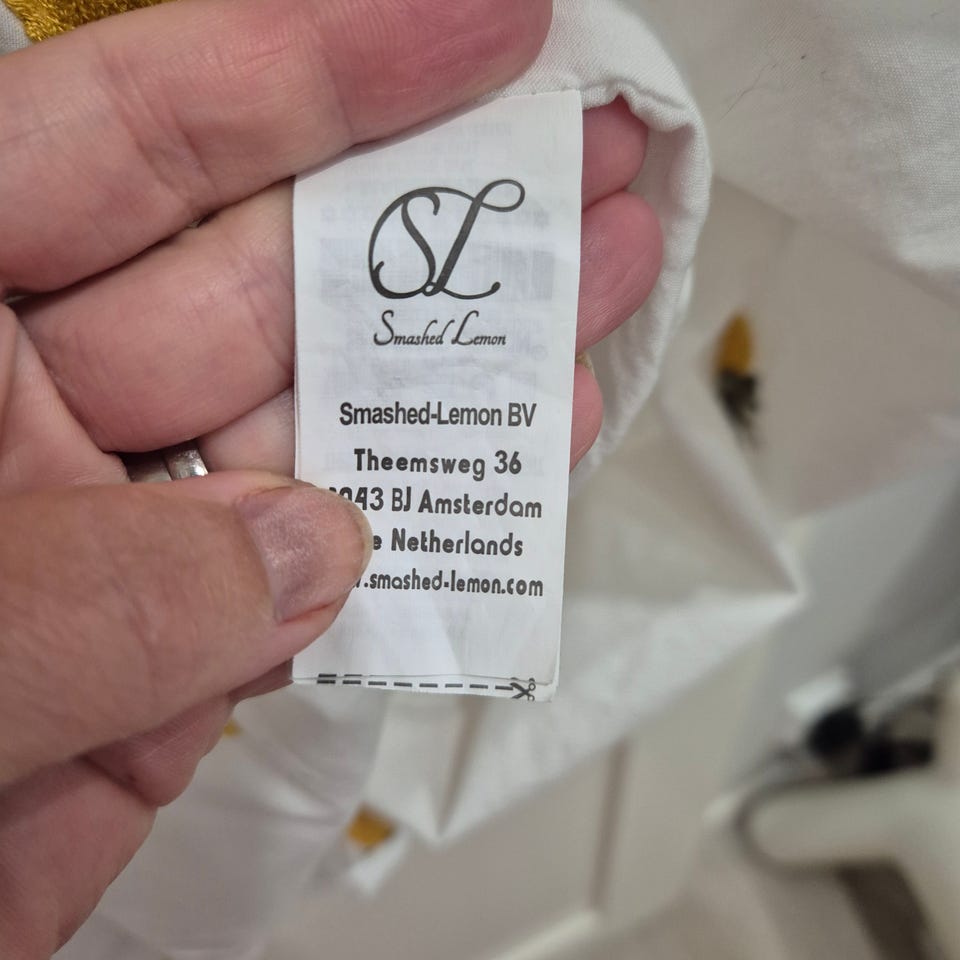 SL
Smashed Lemon
Smashed-Lemon BV
Theemsweg 36
BJ Amsterdam
Netherlands
.smashed-lemon.com